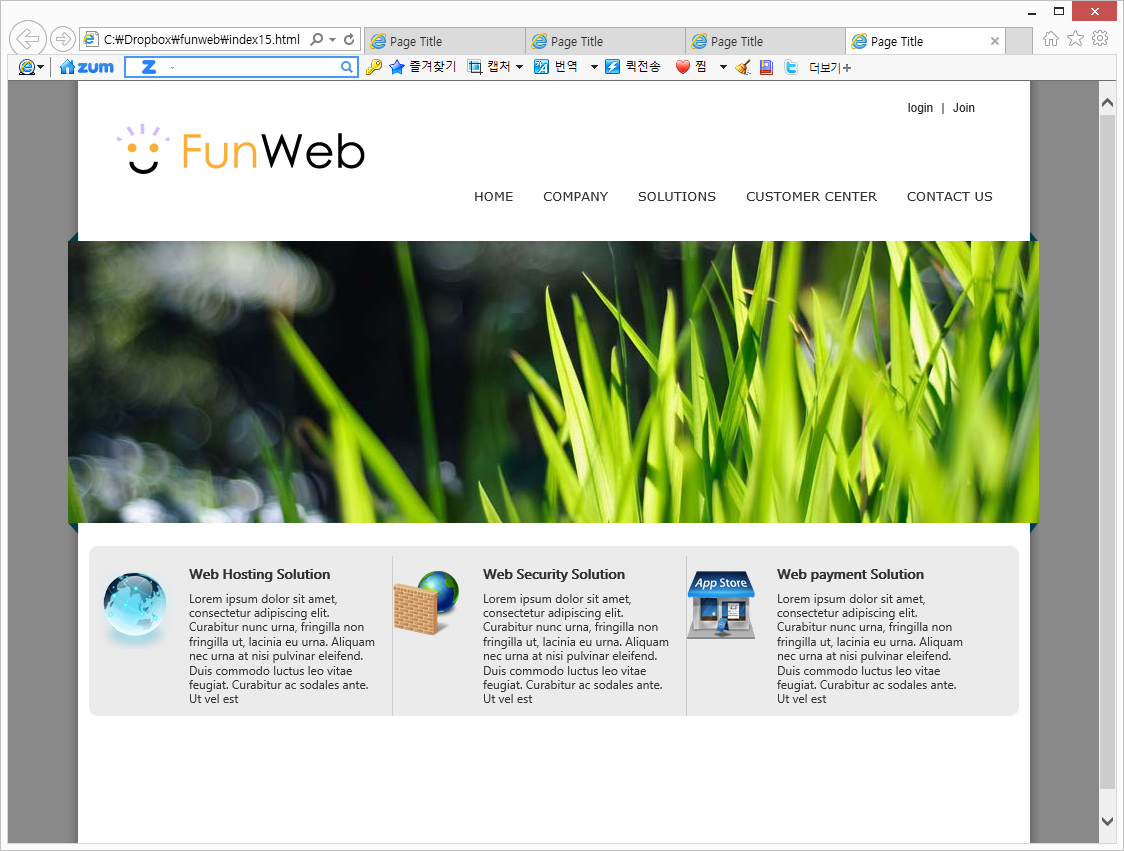 C:₩Dropbox₩funweb₩index15.html
Page Title
Page Title
Page Title
Page Title
zum
Z
즐겨찾기
캡처
번역
퀵전송
찜
더보기+
login | Join
FunWeb
HOME
COMPANY
SOLUTIONS
CUSTOMER CENTER
CONTACT US
Web Hosting Solution
Lorem ipsum dolor sit amet,
consectetur adipiscing elit.
Curabitur nunc urna, fringilla non
fringilla ut, lacinia eu urna. Aliquam
nec urna at nisi pulvinar eleifend.
Duis commodo luctus leo vitae
feugiat. Curabitur ac sodales ante.
Ut vel est
Web Security Solution
Lorem ipsum dolor sit amet,
consectetur adipiscing elit.
Curabitur nunc urna, fringilla non
fringilla ut, lacinia eu urna. Aliquam
nec urna at nisi pulvinar eleifend.
Duis commodo luctus leo vitae
feugiat. Curabitur ac sodales ante.
Ut vel est
App Store
Web payment Solution
Lorem ipsum dolor sit amet,
consectetur adipiscing elit.
Curabitur nunc urna, fringilla non
fringilla ut, lacinia eu urna. Aliquam
nec urna at nisi pulvinar eleifend.
Duis commodo luctus leo vitae
feugiat. Curabitur ac sodales ante.
Ut vel est